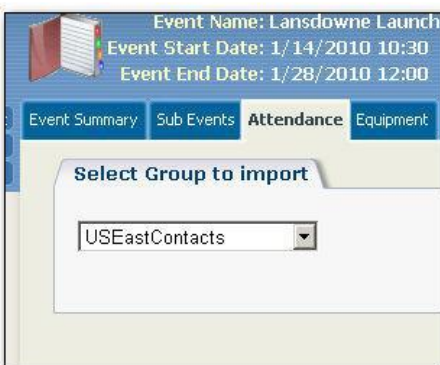 Event Name: Lansdowne Launch
Event Start Date: 1/14/2010 10:30
Event End Date: 1/28/2010 12:00
Event Summary Sub Events Attendance Equipment
Select Group to import
USEastContacts